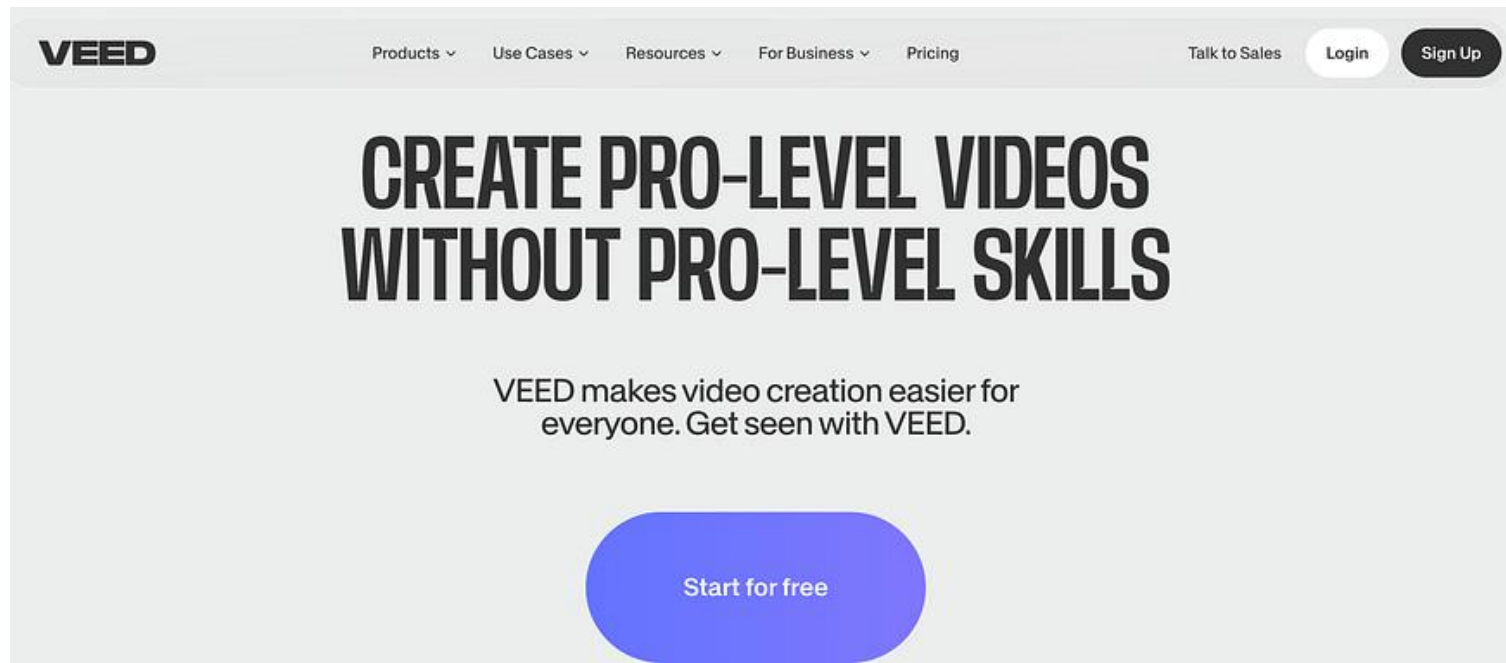 VEED
Products
Use Cases
Resources
For Business
Pricing
Talk to Sales
Login
Sign Up
CREATE PRO-LEVEL VIDEOS
WITHOUT PRO-LEVEL SKILLS
VEED makes video creation easier for
everyone. Get seen with VEED.
Start for free